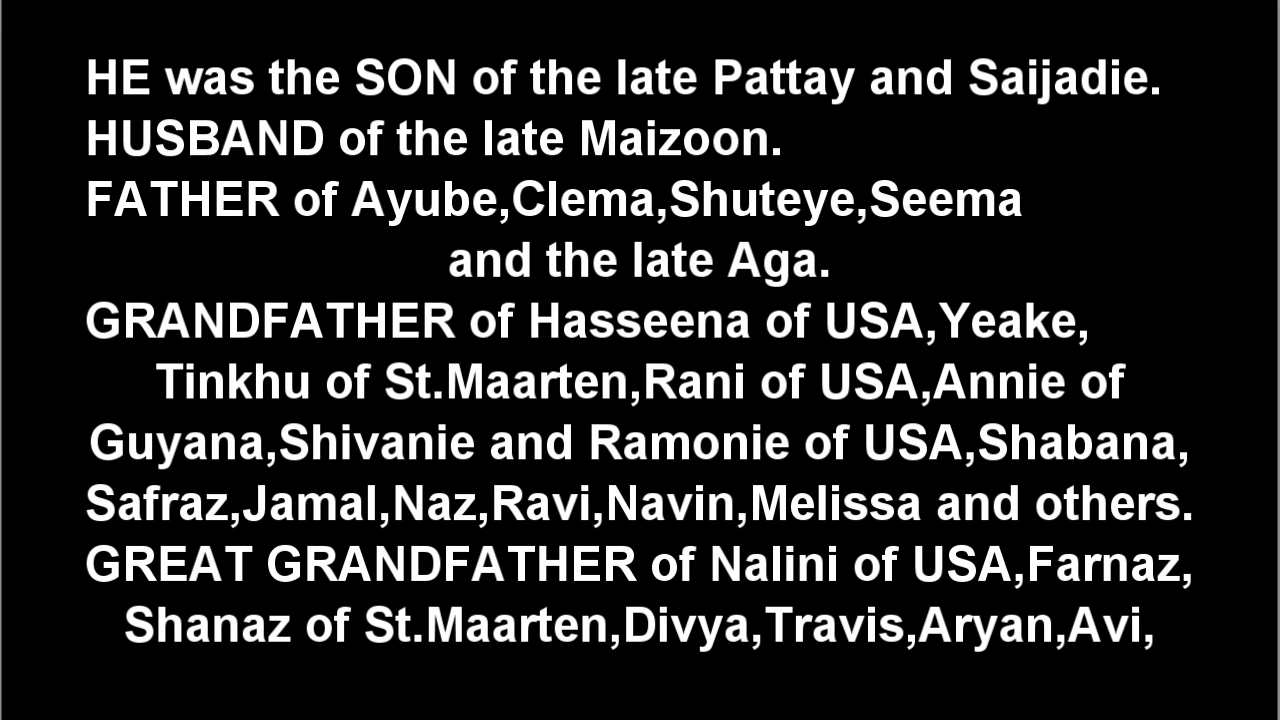 HE was the SON of the late Pattay and Saijadie.
HUSBAND of the late Maizoon.
FATHER of Ayube,Clema,Shuteye,Seema
and the late Aga.
GRANDFATHER of Hasseena of USA,Yeake,
Tinkhu of St.Maarten,Rani of USA,Annie of
Guyana,Shivanie and Ramonie of USA,Shabana,
Safraz,Jamal,Naz,Ravi,Navin,Melissa and others.
GREAT GRANDFATHER of Nalini of USA,Farnaz,
Shanaz of St.Maarten,Divya,Travis,Aryan,Avi,